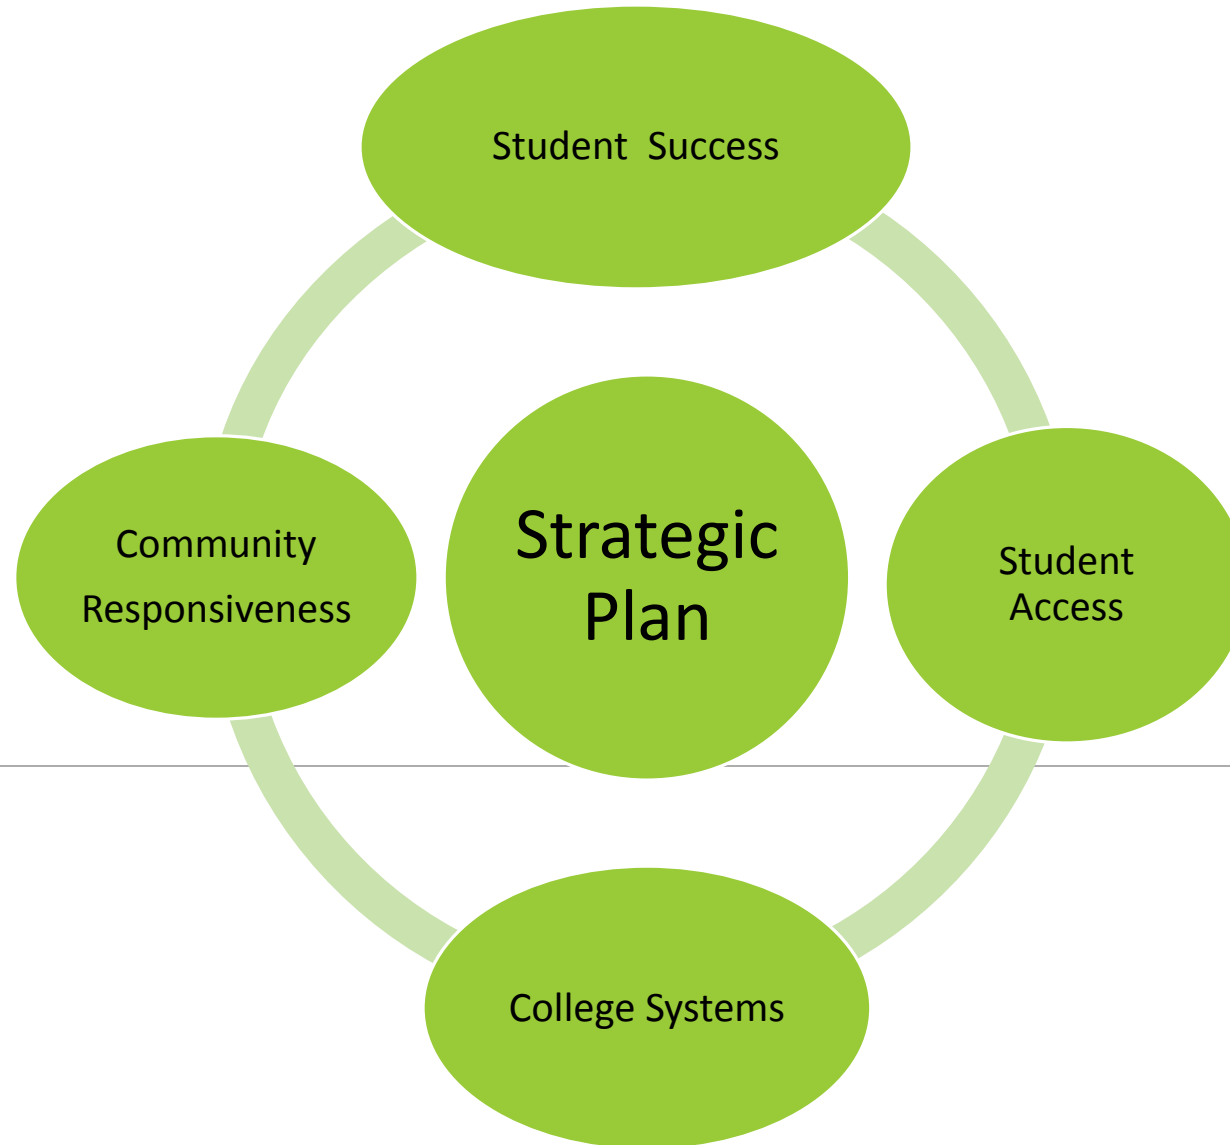 Student  Success
Community
Responsiveness
Strategic
Plan
Student
Access
College Systems